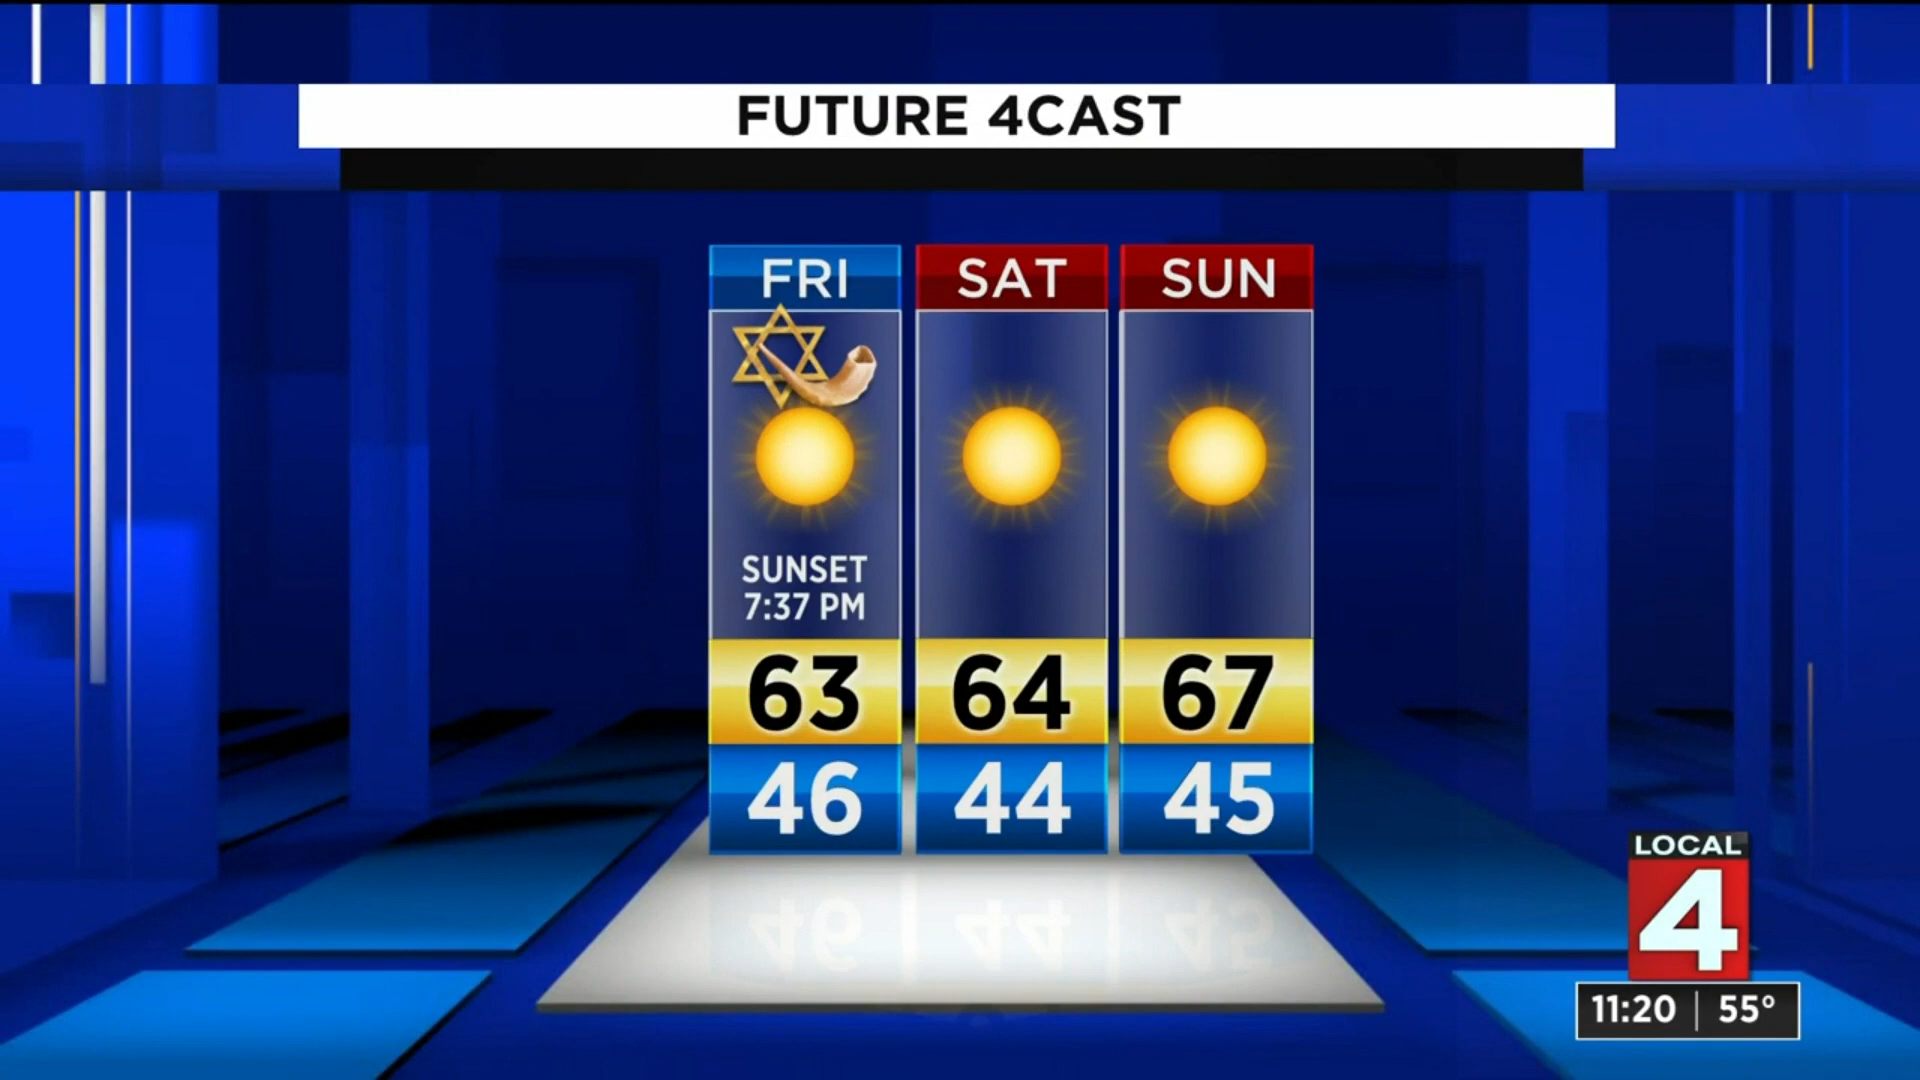 FUTURE 4CAST
FRI
SAT
SUN
SUNSET
7:37 PM
63
64
67
46
44
45
LOCAL
4
11:20 | 55°